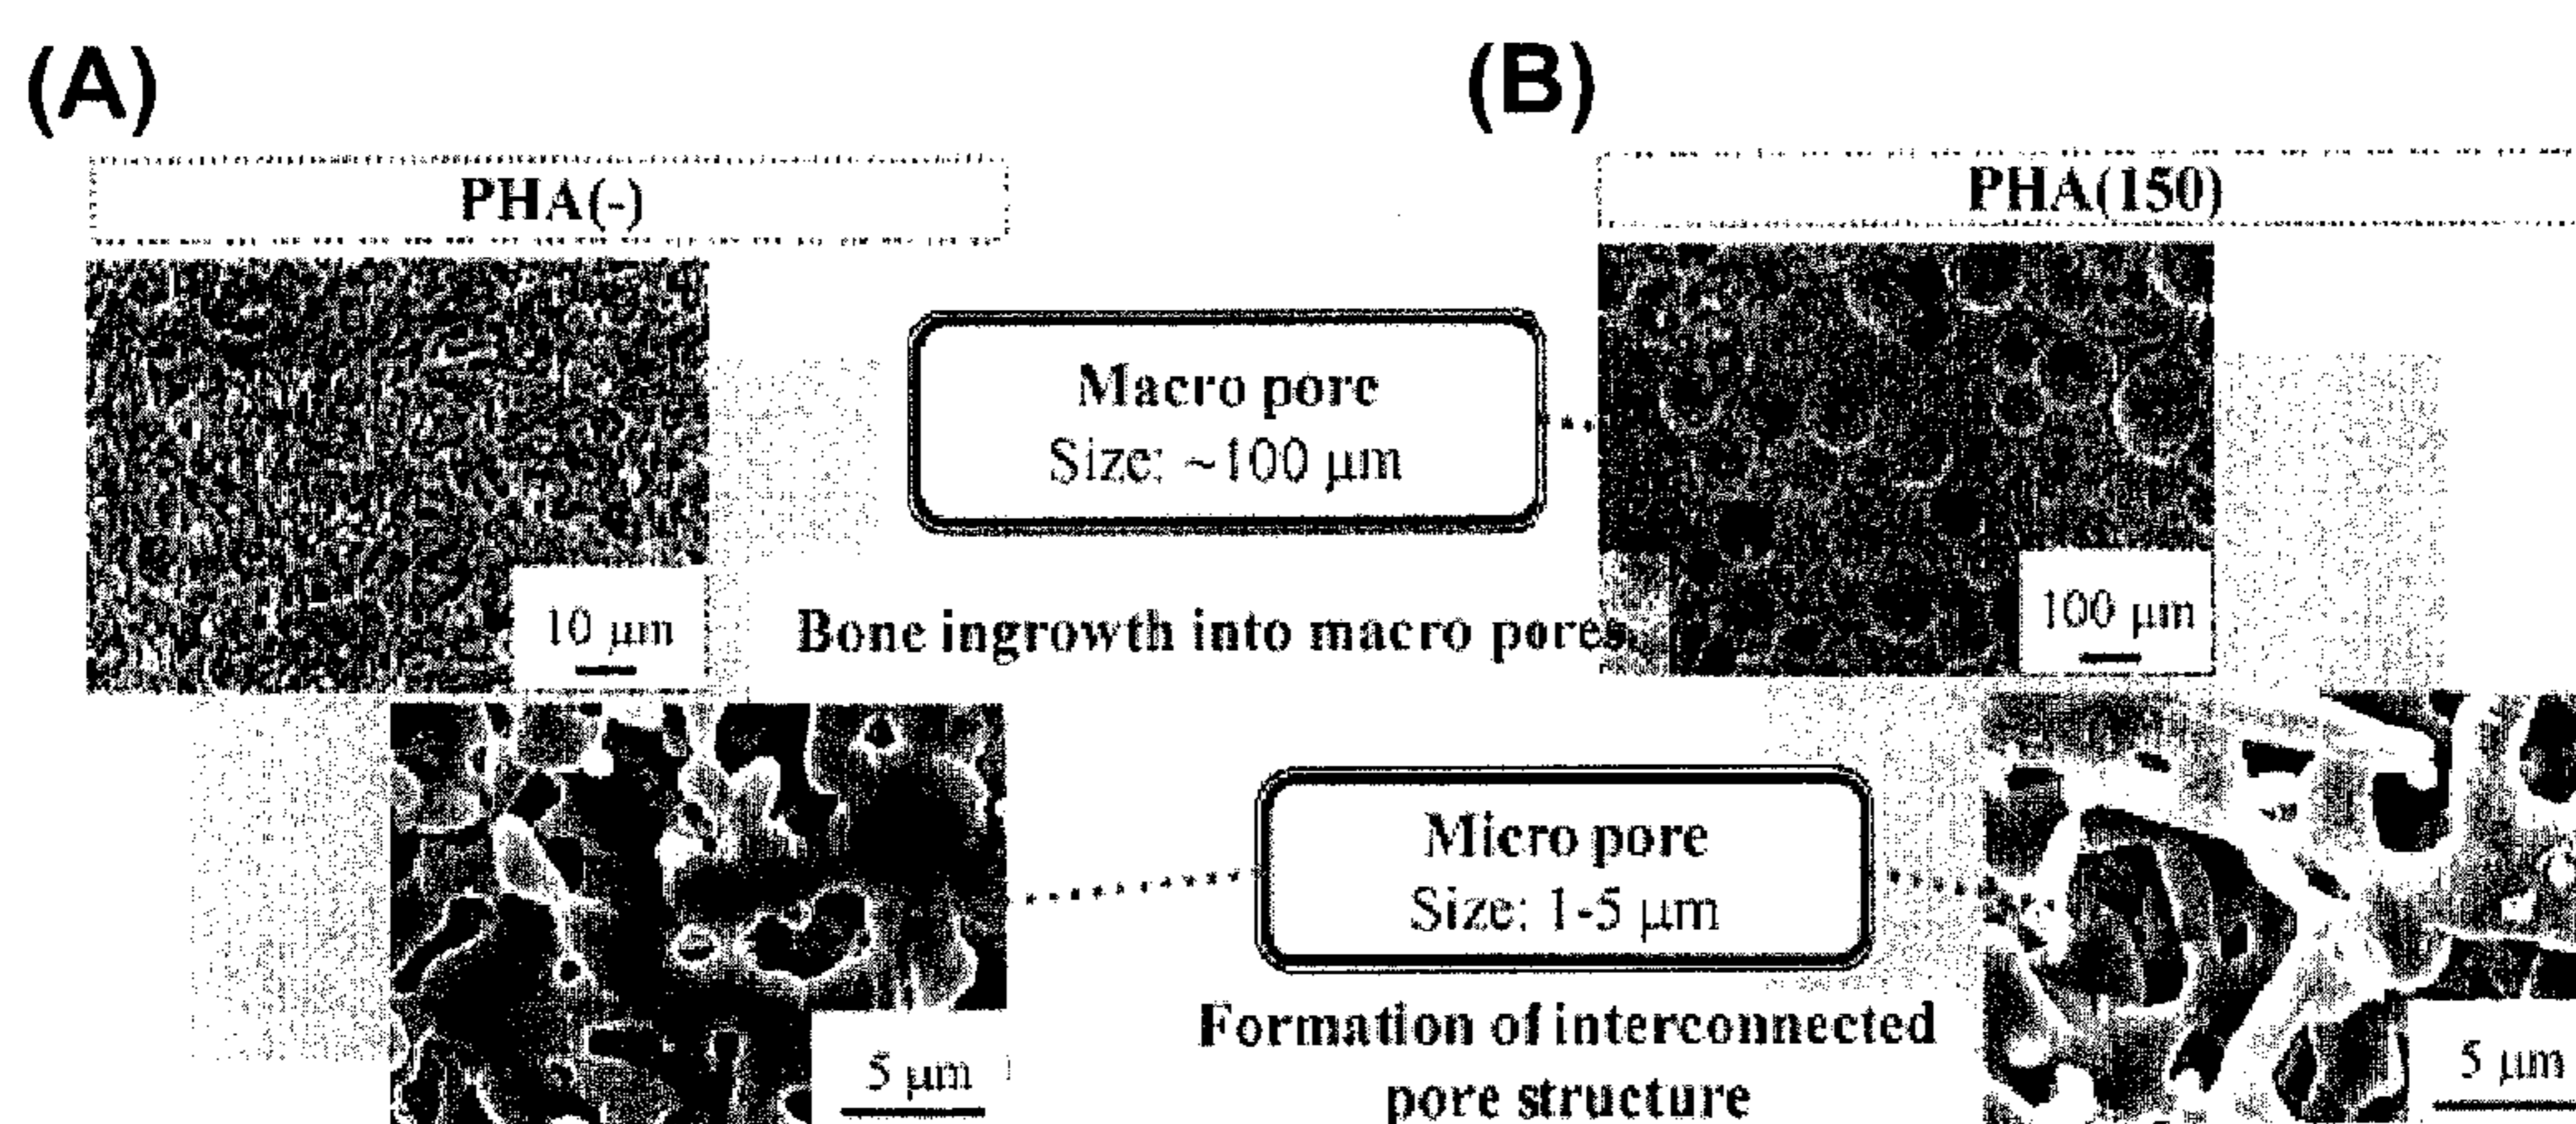 (A)
(B)
PHA(-)
PHA(150)
Macro pore
Size: ~100 μm
10 μm
Bone ingrowth into macro pores
100 μm
Micro pore
Size: 1-5 μm
Formation of interconnected
pore structure
5 μm
5 μm